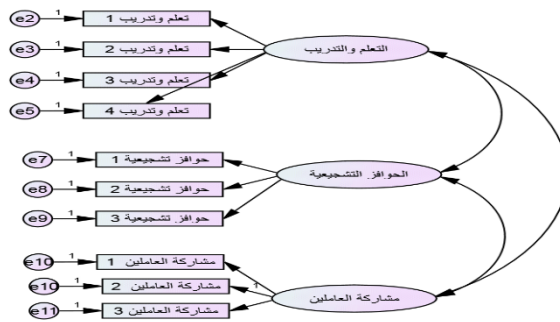 e2 1 تعلم وتدريب 1
e3 1 تعلم وتدريب 2
التعلم والتدريب
e4 1 تعلم وتدريب 3
e5 1 تعلم وتدريب 4
e7 1 حوافز تشجيعية 1
الحوافز التشجيعية
e8 1 حوافز تشجيعية 2
e9 1 حوافز تشجيعية 3
e10 1 مشاركة العاملين 1
e10 1 مشاركة العاملين 2 1
مشاركة العاملين
e11 1 مشاركة العاملين 3